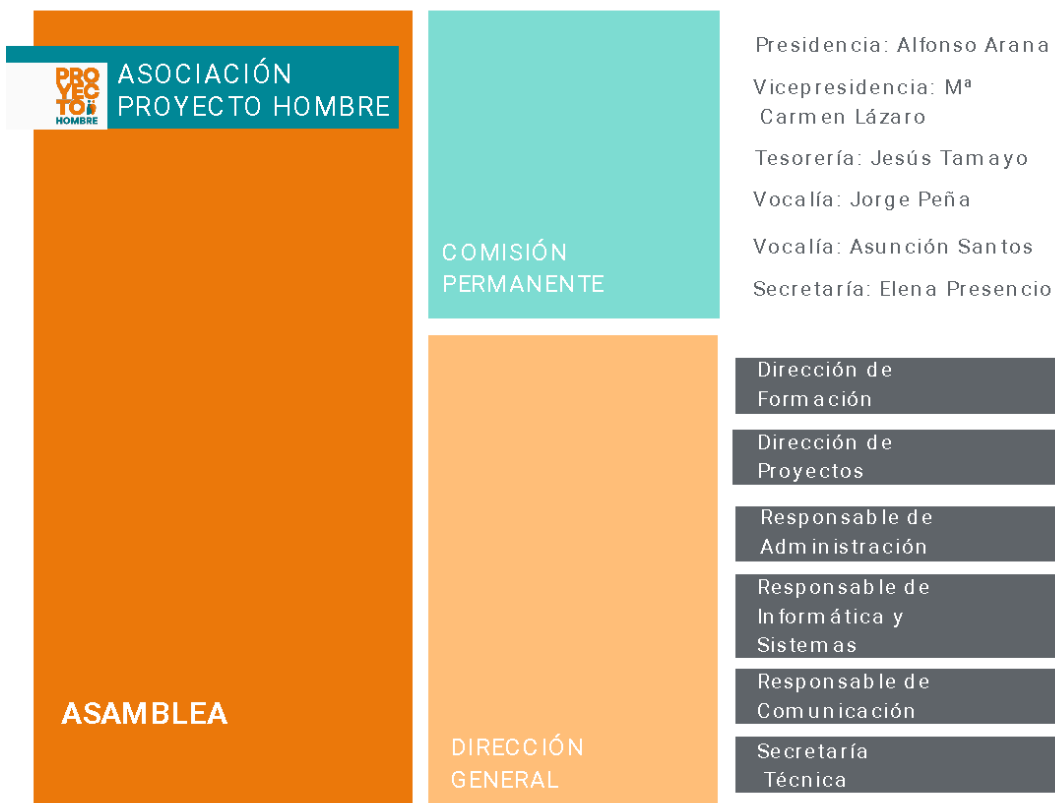 PRO
YEC
TO
HOMBRE
ASOCIACIÓN
PROYECTO HOMBRE
ASAMBLEA
COMISIÓN
PERMANENTE
Presidencia: Alfonso Arana
Vicepresidencia: Mª
Carmen Lázaro
Tesorería: Jesús Tamayo
Vocalía: Jorge Peña
Vocalía: Asunción Santos
Secretaría: Elena Presencio
DIRECCIÓN
GENERAL
Dirección de
Formación
Dirección de
Proyectos
Responsable de
Administración
Responsable de
Informática y
Sistemas
Responsable de
Comunicación
Secretaría
Técnica